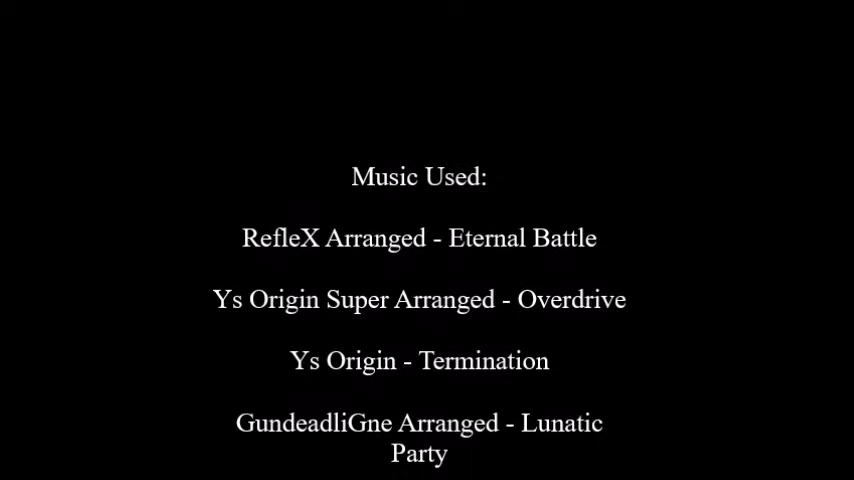 Music Used:
RefleX Arranged - Eternal Battle
Ys Origin Super Arranged - Overdrive
Ys Origin - Termination
GundeadliGne Arranged - Lunatic
Party